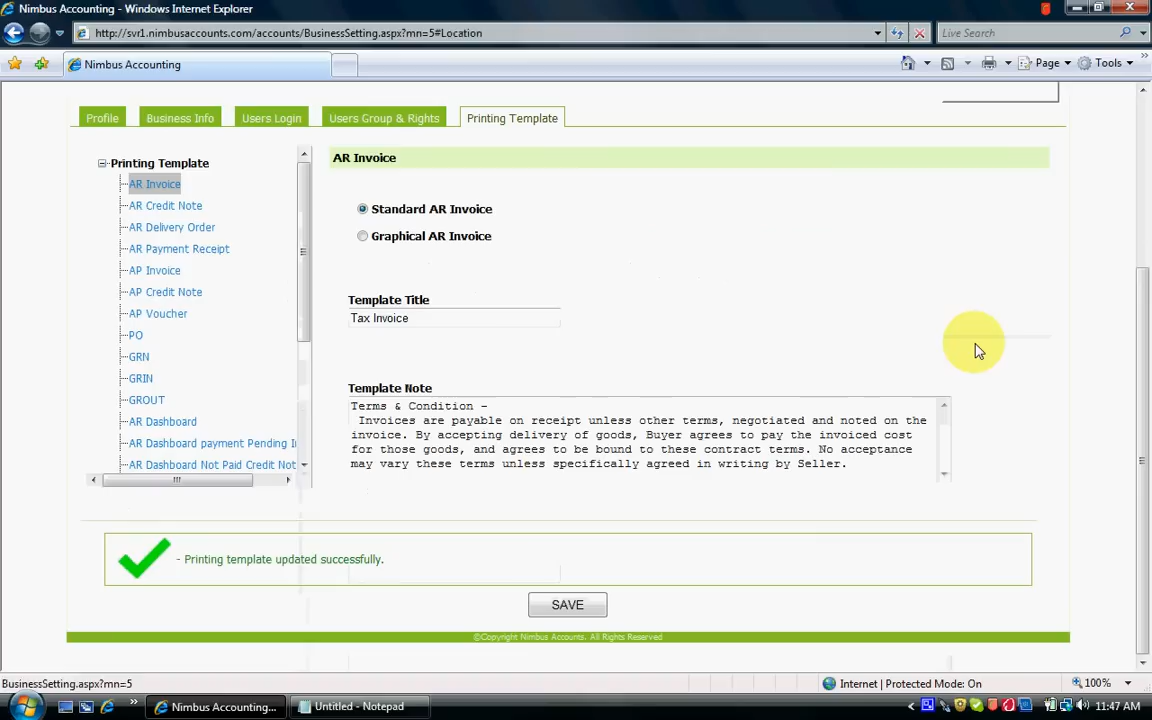 Nimbus Accounting - Windows Internet Explorer
http://svr1.nimbusaccounts.com/accounts/BusinessSetting.aspx?mn=5#Location
Live Search
Nimbus Accounting
Page
Tools
Profile
Business Info
Users Login
Users Group & Rights
Printing Template
Printing Template
AR Invoice
AR Credit Note
AR Delivery Order
AR Payment Receipt
AP Invoice
AP Credit Note
AP Voucher
PO
GRN
GRIN
GROUT
AR Dashboard
AR Dashboard payment Pending In
AR Dashboard Not Paid Credit Not
AR Invoice
Standard AR Invoice
Graphical AR Invoice
Template Title
Tax Invoice
Template Note
Terms & Condition -
Invoices are payable on receipt unless other terms, negotiated and noted on the
invoice. By accepting delivery of goods, Buyer agrees to pay the invoiced cost
for those goods, and agrees to be bound to these contract terms. No acceptance
may vary these terms unless specifically agreed in writing by Seller.
- Printing template updated successfully.
SAVE
©Copyright Nimbus Accounts. All Rights Reserved
BusinessSetting.aspx?mn=5
Internet | Protected Mode: On
100%
Nimbus Accounting...
Untitled - Notepad
11:47 AM